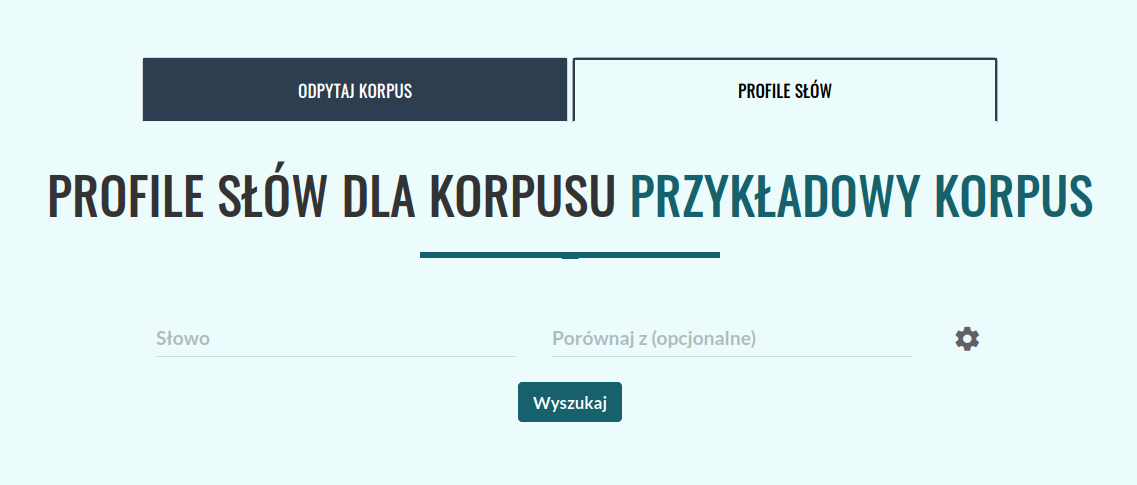 ODPYTAJ KORPUS
PROFILE SŁÓW
PROFILE SŁÓW DLA KORPUSU PRZYKŁADOWY KORPUS
Słowo
Porównaj z (opcjonalne)
Wyszukaj